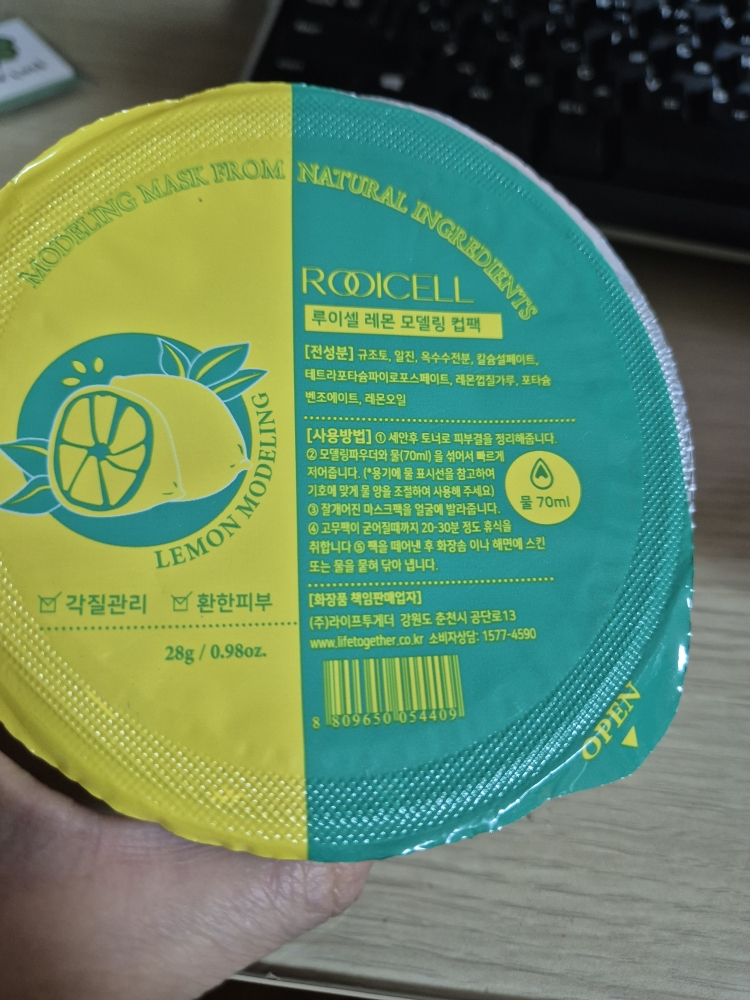 MODELING MASK FROM NATURAL INGREDIENTS
LEMON MODELING
☑ 각질관리 ☑ 환한피부
28g / 0.98oz.
ROOICELL
루이셀 레몬 모델링 컵팩
[전성분] 규조토, 알진, 옥수수전분, 칼슘설페이트,
테트라포타슘파이로포스페이트, 레몬껍질가루, 포타슘
벤조에이트, 레몬오일
[사용방법] ① 세안후 토너로 피부결을 정리해줍니다.
② 모델링파우더와 물(70ml) 을 섞어서 빠르게
저어줍니다. (*용기에 물 표시선을 참고하여
기호에 맞게 물 양을 조절하여 사용해 주세요)
③ 잘개어진 마스크팩을 얼굴에 발라줍니다.
④ 고무팩이 굳어질때까지 20-30분 정도 휴식을
취합니다 ⑤ 팩을 떼어낸 후 화장솜 이나 해면에 스킨
또는 물을 묻혀 닦아 냅니다.
물 70ml
[화장품 책임판매업자]
(주)라이프투게더 강원도 춘천시 공단로13
www.lifetogether.co.kr 소비자상담: 1577-4590
8 809650 054409
OPEN